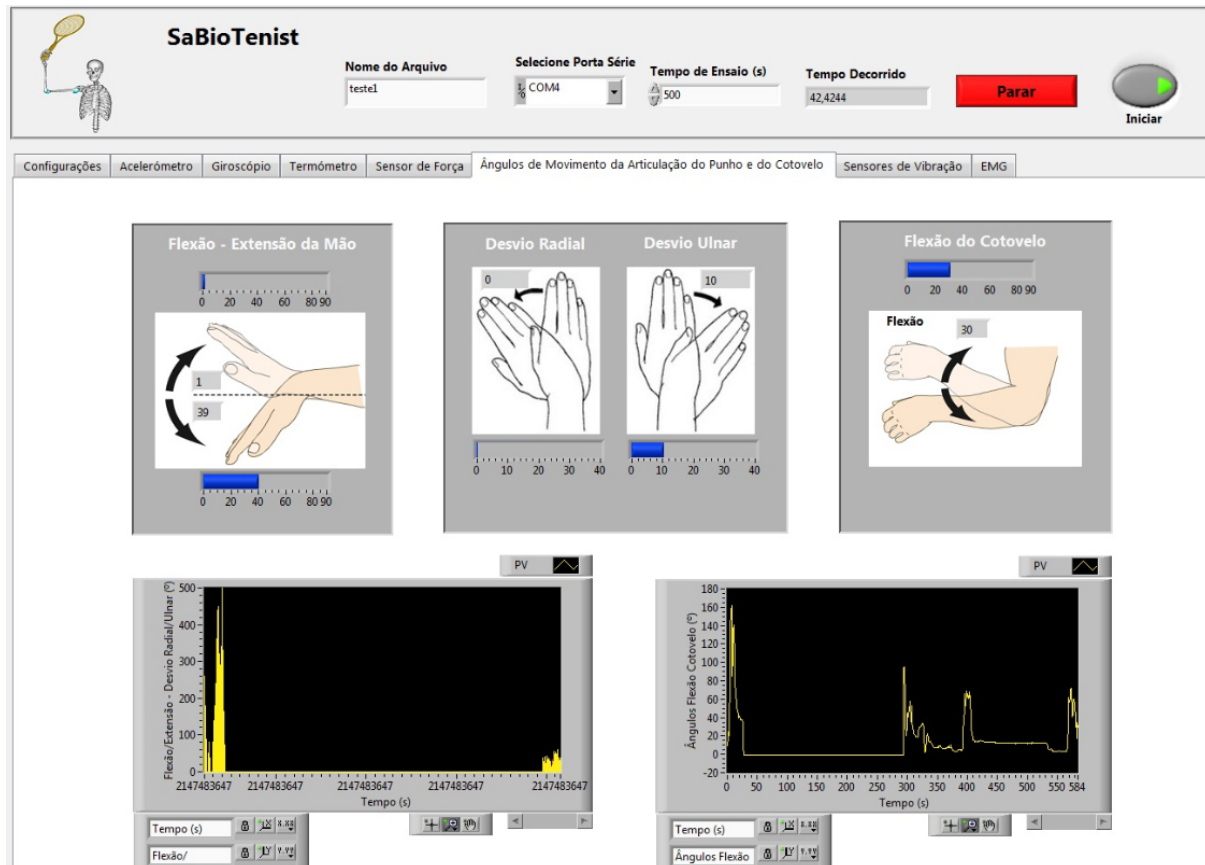 SaBioTenist
Nome do Arquivo
teste1
Selecione Porta Série
COM4
Tempo de Ensaio (s)
500
Tempo Decorrido
42,4244
Parar
Iniciar
Configurações Acelerómetro Giroscópio Termómetro Sensor de Força Ângulos de Movimento da Articulação do Punho e do Cotovelo Sensores de Vibração EMG
Flexão - Extensão da Mão
0 20 40 60 80 90
1
39
0 20 40 60 80 90
Desvio Radial Desvio Ulnar
0 10
0 10 20 30 40 0 10 20 30 40
Flexão do Cotovelo
0 20 40 60 80 90
Flexão
30
PV
Flexão/Extensão - Desvio Radial/Ulnar (º)
500
400
300
200
100
0
2147483647 2147483647 2147483647 2147483647 2147483647
Tempo (s)
Tempo (s)
Flexão/
PV
Ângulos Flexão Cotovelo (º)
180
160
140
120
100
80
60
40
20
0
-20
0 50 100 150 200 250 300 350 400 450 500 550 584
Tempo (s)
Tempo (s)
Ângulos Flexão